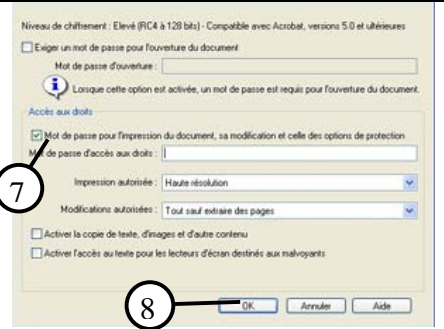 Niveau de chiffrement : Elevé (RC4 à 128 bits) - Compatible avec Acrobat, versions 5.0 et ultérieures
Exiger un mot de passe pour l'ouverture du document
Mot de passe d'ouverture :
Lorsque cette option est activée, un mot de passe est requis pour l'ouverture du document.
Accès aux droits
Mot de passe pour l'impression du document, sa modification et celle des options de protection
Mot de passe d'accès aux droits :
7
Impression autorisée : Haute résolution
Modifications autorisées : Tout sauf extraire des pages
Activer la copie de texte, d'images et d'autre contenu
Activer l'accès au texte pour les lecteurs d'écran destinés aux malvoyants
8
OK Annuler Aide